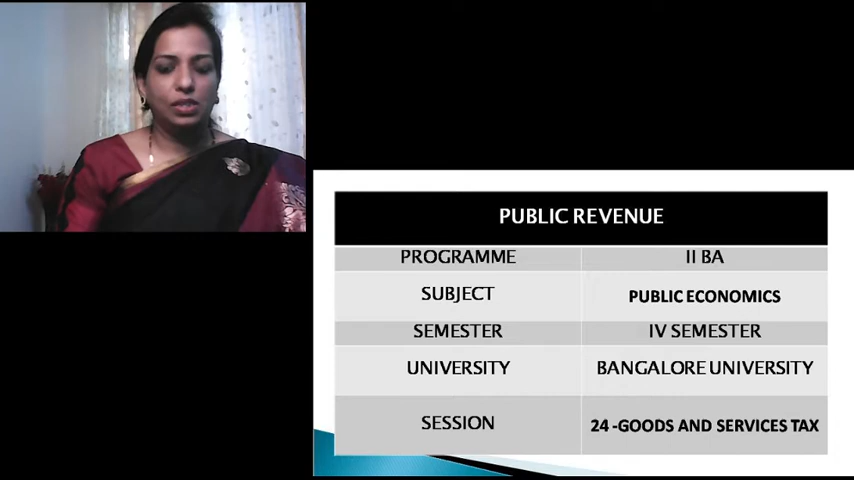 PUBLIC REVENUE
PROGRAMME II BA
SUBJECT PUBLIC ECONOMICS
SEMESTER IV SEMESTER
UNIVERSITY BANGALORE UNIVERSITY
SESSION 24 -GOODS AND SERVICES TAX